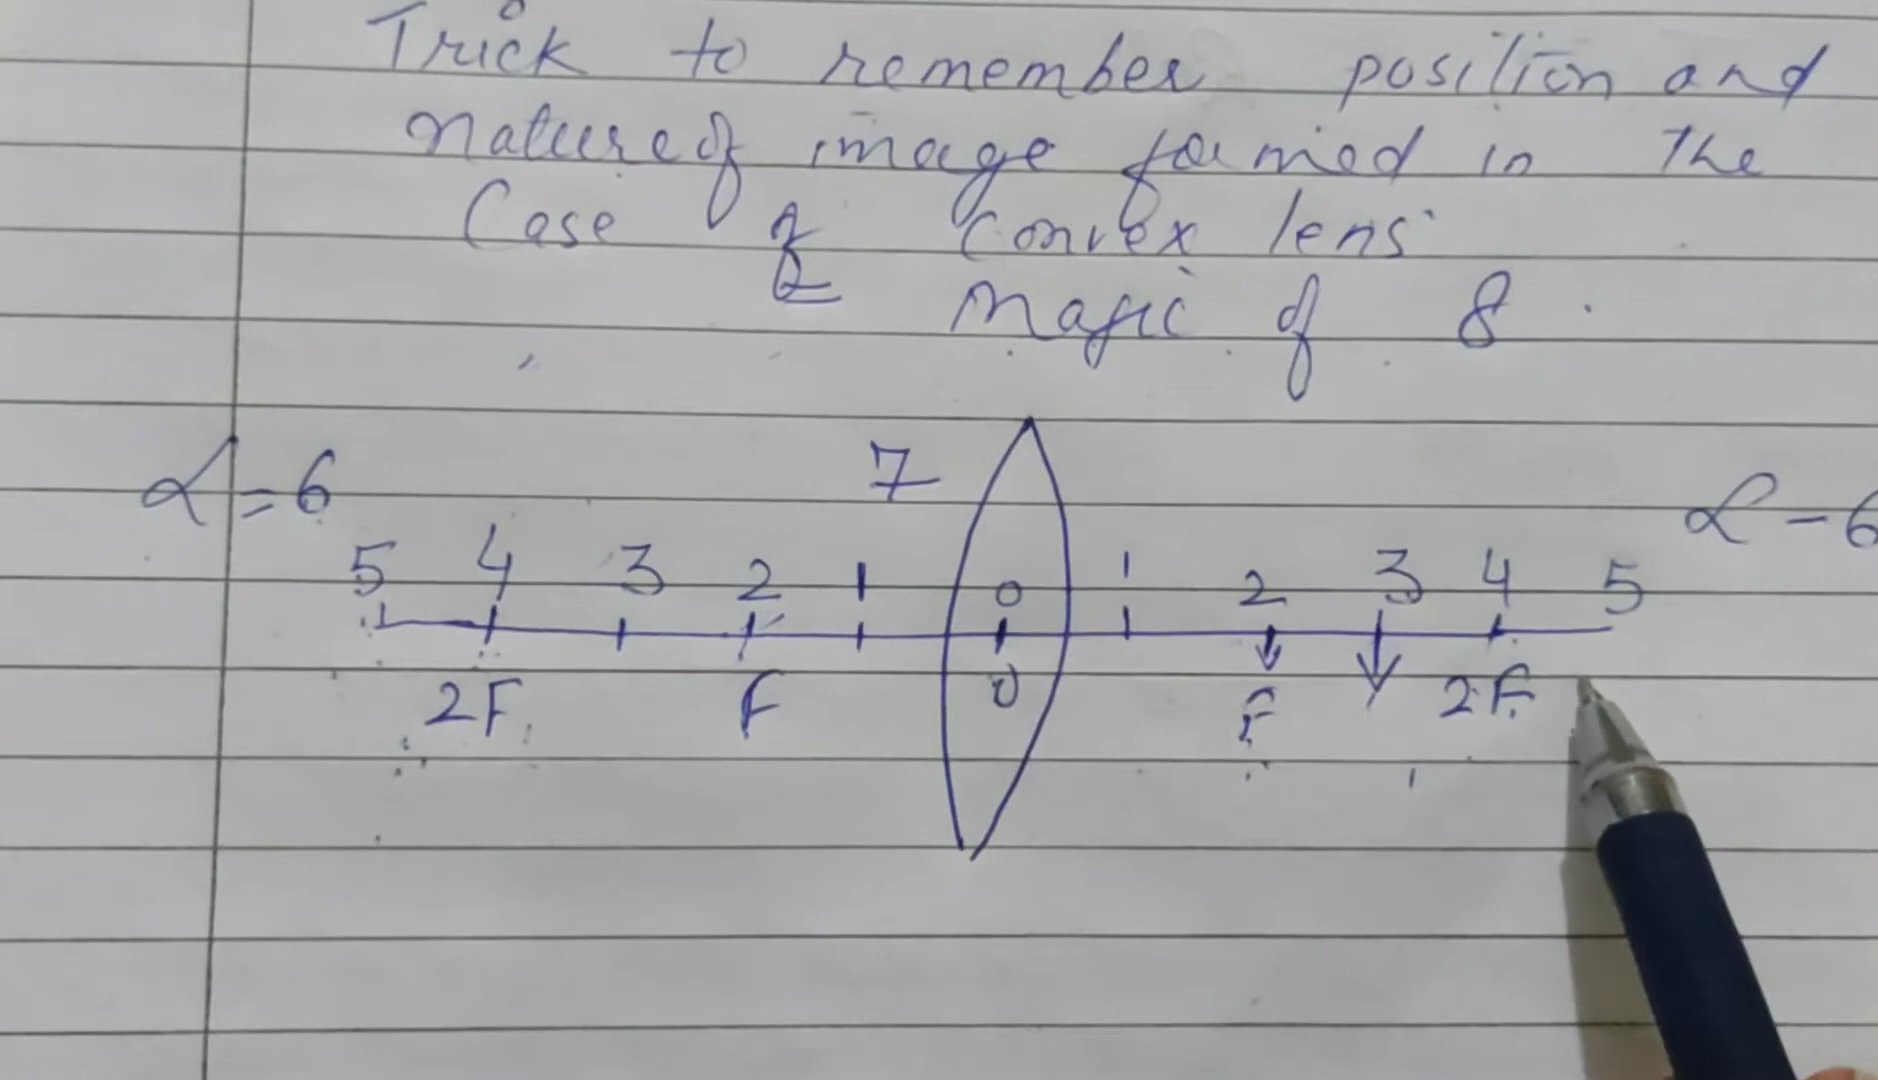 Trick to remember position and
nature of image formed in the
Case of convex lens
Magic of 8
7
∝ = 6
∝ - 6
5 4 3 2 1 0 1 2 3 4 5
2F F 0 F 2F